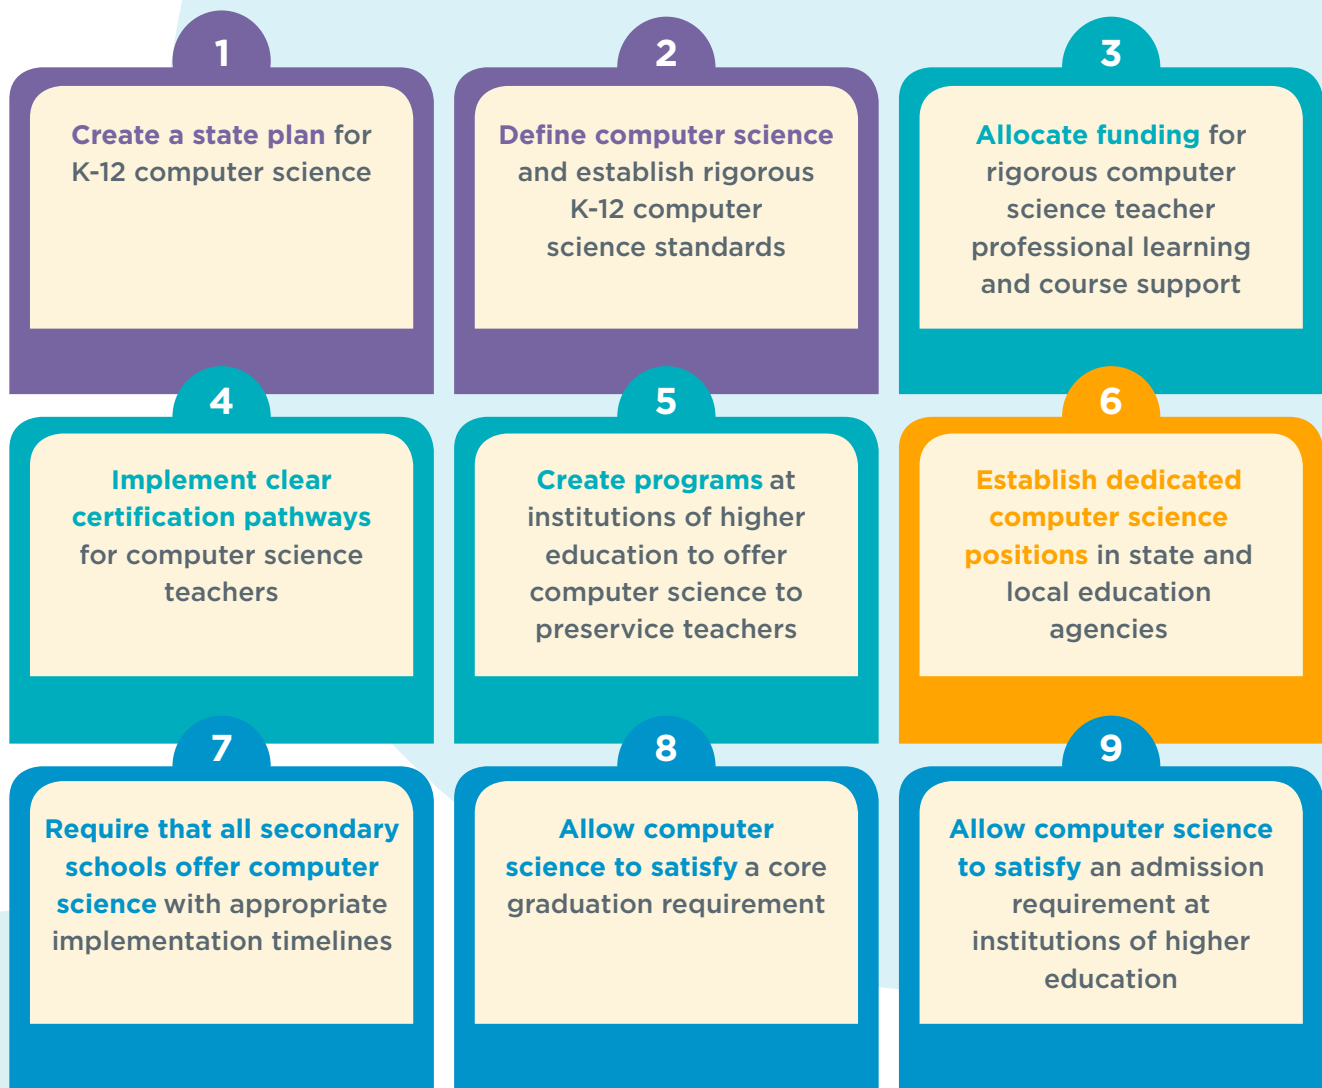 1
Create a state plan for
K-12 computer science
2
Define computer science
and establish rigorous
K-12 computer
science standards
3
Allocate funding for
rigorous computer
science teacher
professional learning
and course support
4
Implement clear
certification pathways
for computer science
teachers
5
Create programs at
institutions of higher
education to offer
computer science to
preservice teachers
6
Establish dedicated
computer science
positions in state and
local education
agencies
7
Require that all secondary
schools offer computer
science with appropriate
implementation timelines
8
Allow computer
science to satisfy a core
graduation requirement
9
Allow computer science
to satisfy an admission
requirement at
institutions of higher
education